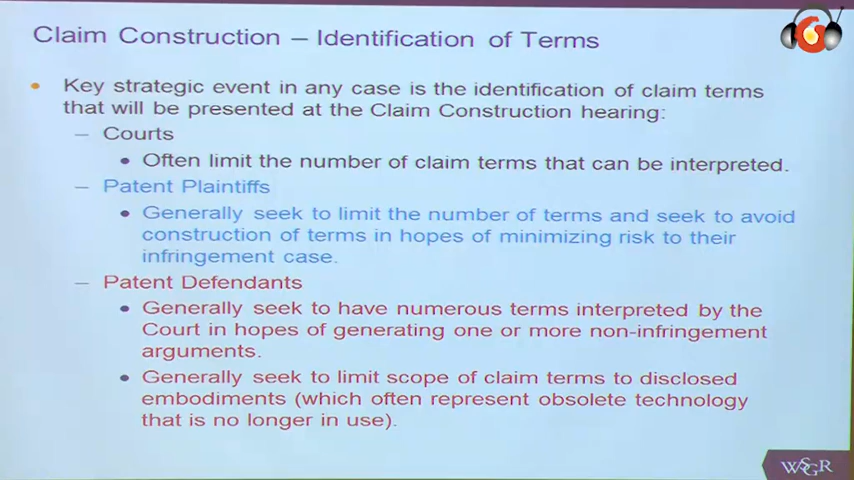 Claim Construction – Identification of Terms
• Key strategic event in any case is the identification of claim terms
that will be presented at the Claim Construction hearing:
– Courts
• Often limit the number of claim terms that can be interpreted.
– Patent Plaintiffs
• Generally seek to limit the number of terms and seek to avoid
construction of terms in hopes of minimizing risk to their
infringement case.
– Patent Defendants
• Generally seek to have numerous terms interpreted by the
Court in hopes of generating one or more non-infringement
arguments.
• Generally seek to limit scope of claim terms to disclosed
embodiments (which often represent obsolete technology
that is no longer in use).
WSGR
G